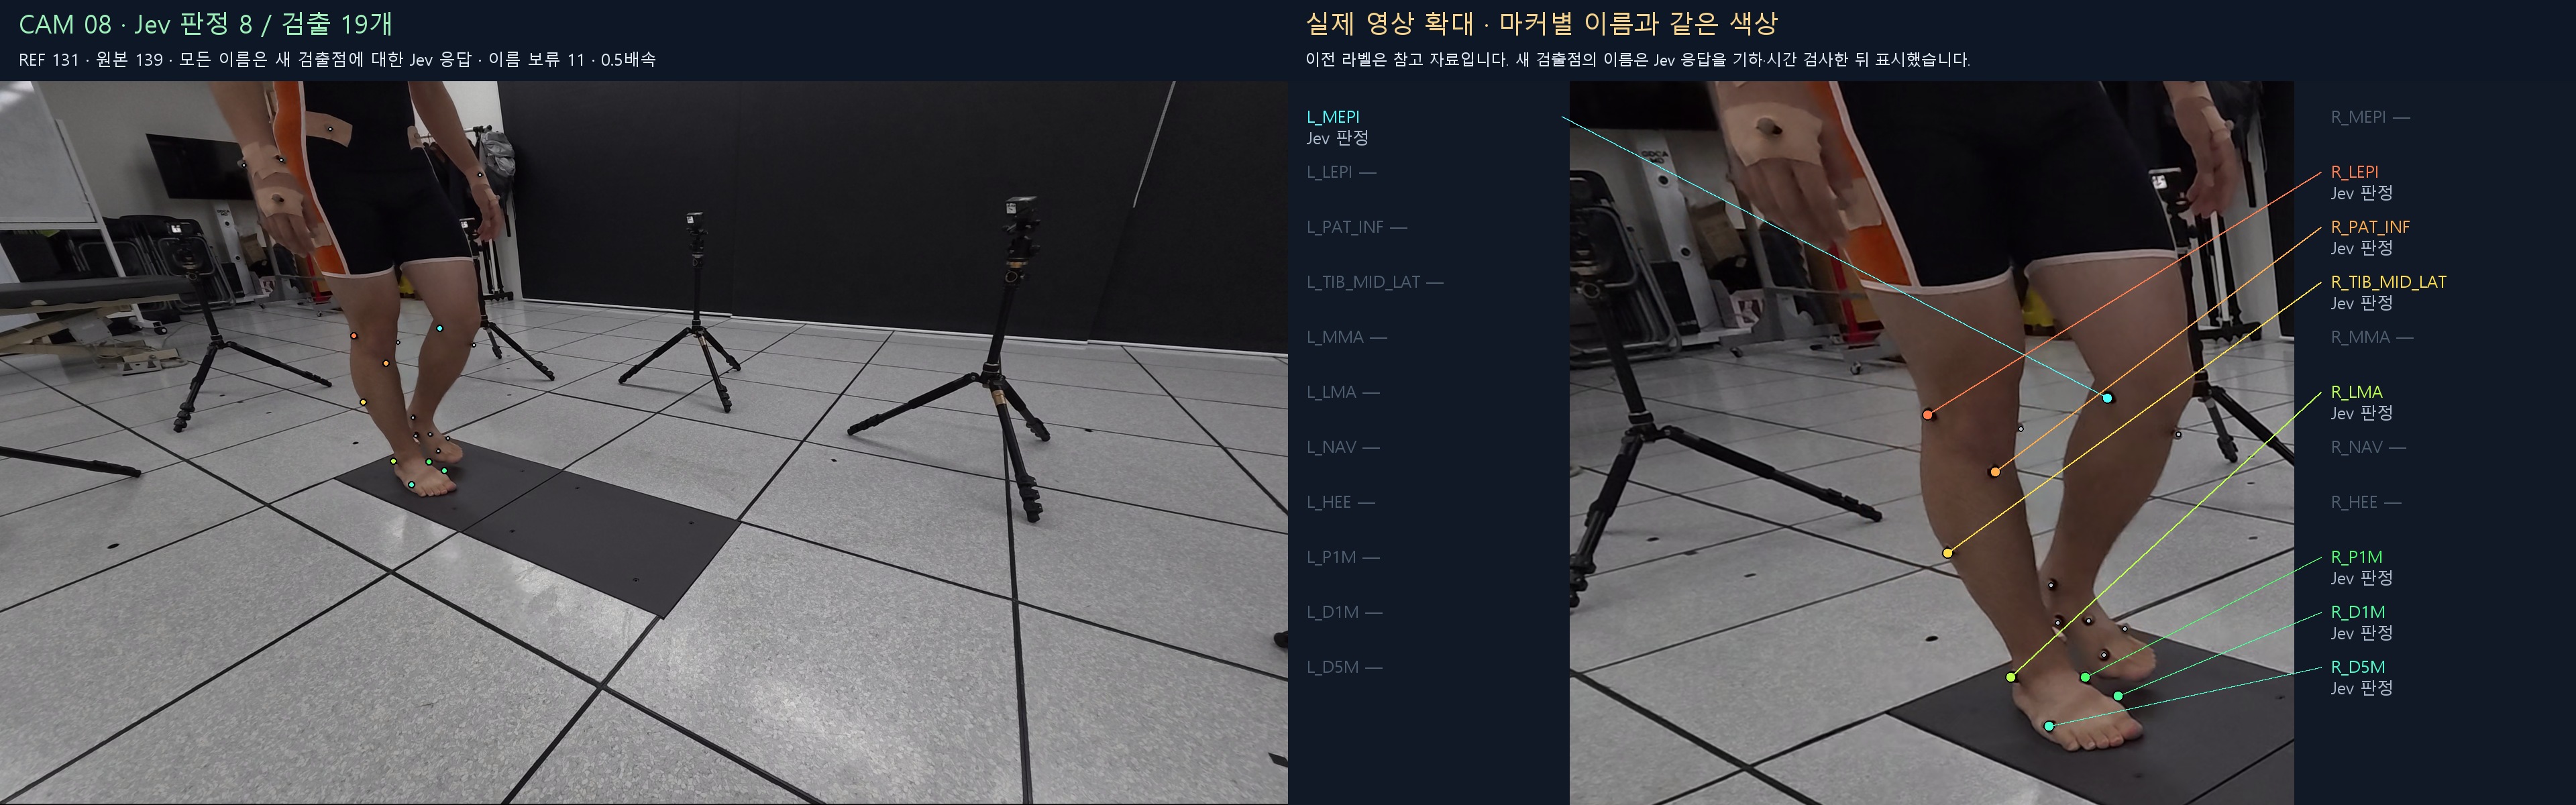 CAM 08 · Jev 판정 8 / 검출 19개
REF 131 · 원본 139 · 모든 이름은 새 검출점에 대한 Jev 응답 · 이름 보류 11 · 0.5배속
실제 영상 확대 · 마커별 이름과 같은 색상
이전 라벨은 참고 자료입니다. 새 검출점의 이름은 Jev 응답을 기하·시간 검사한 뒤 표시했습니다.
L_MEPI
Jev 판정
L_LEPI —
L_PAT_INF —
L_TIB_MID_LAT —
L_MMA —
L_LMA —
L_NAV —
L_HEE —
L_P1M —
L_D1M —
L_D5M —
R_MEPI —
R_LEPI
Jev 판정
R_PAT_INF
Jev 판정
R_TIB_MID_LAT
Jev 판정
R_MMA —
R_LMA
Jev 판정
R_NAV —
R_HEE —
R_P1M
Jev 판정
R_D1M
Jev 판정
R_D5M
Jev 판정